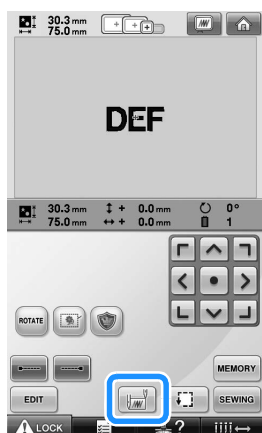 30.3 mm
75.0 mm
DEF
30.3 mm + 0.0 mm 0°
75.0 mm + 0.0 mm 1
ROTATE
MEMORY
EDIT SEWING
LOCK ?